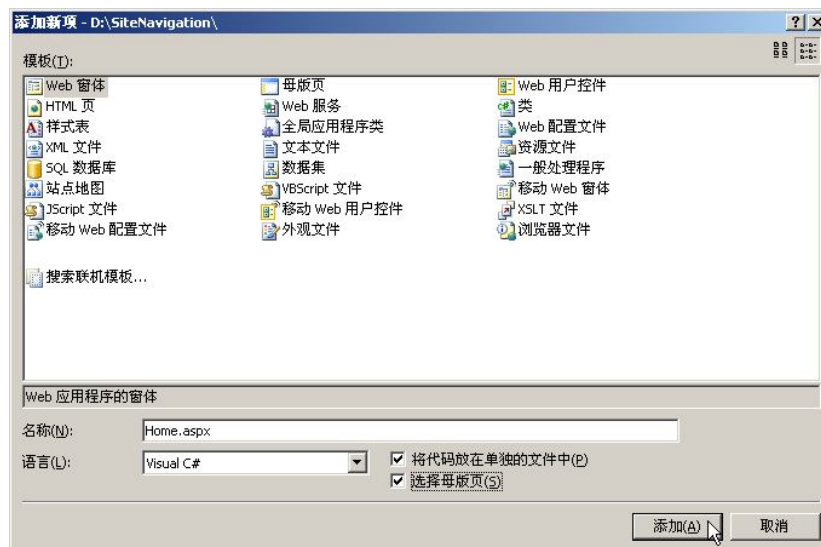 添加新项 - D:\SiteNavigation\
模板(T):
Web 窗体 母版页 Web 用户控件
HTML 页 Web 服务 类
样式表 全局应用程序类 Web 配置文件
XML 文件 文本文件 资源文件
SQL 数据库 数据集 一般处理程序
站点地图 VBScript 文件 移动 Web 窗体
JScript 文件 移动 Web 用户控件 XSLT 文件
移动 Web 配置文件 外观文件 浏览器文件
搜索联机模板...
Web 应用程序的窗体
名称(N): Home.aspx
语言(L): Visual C# 将代码放在单独的文件中(P)
选择母版页(S)
添加(A) 取消